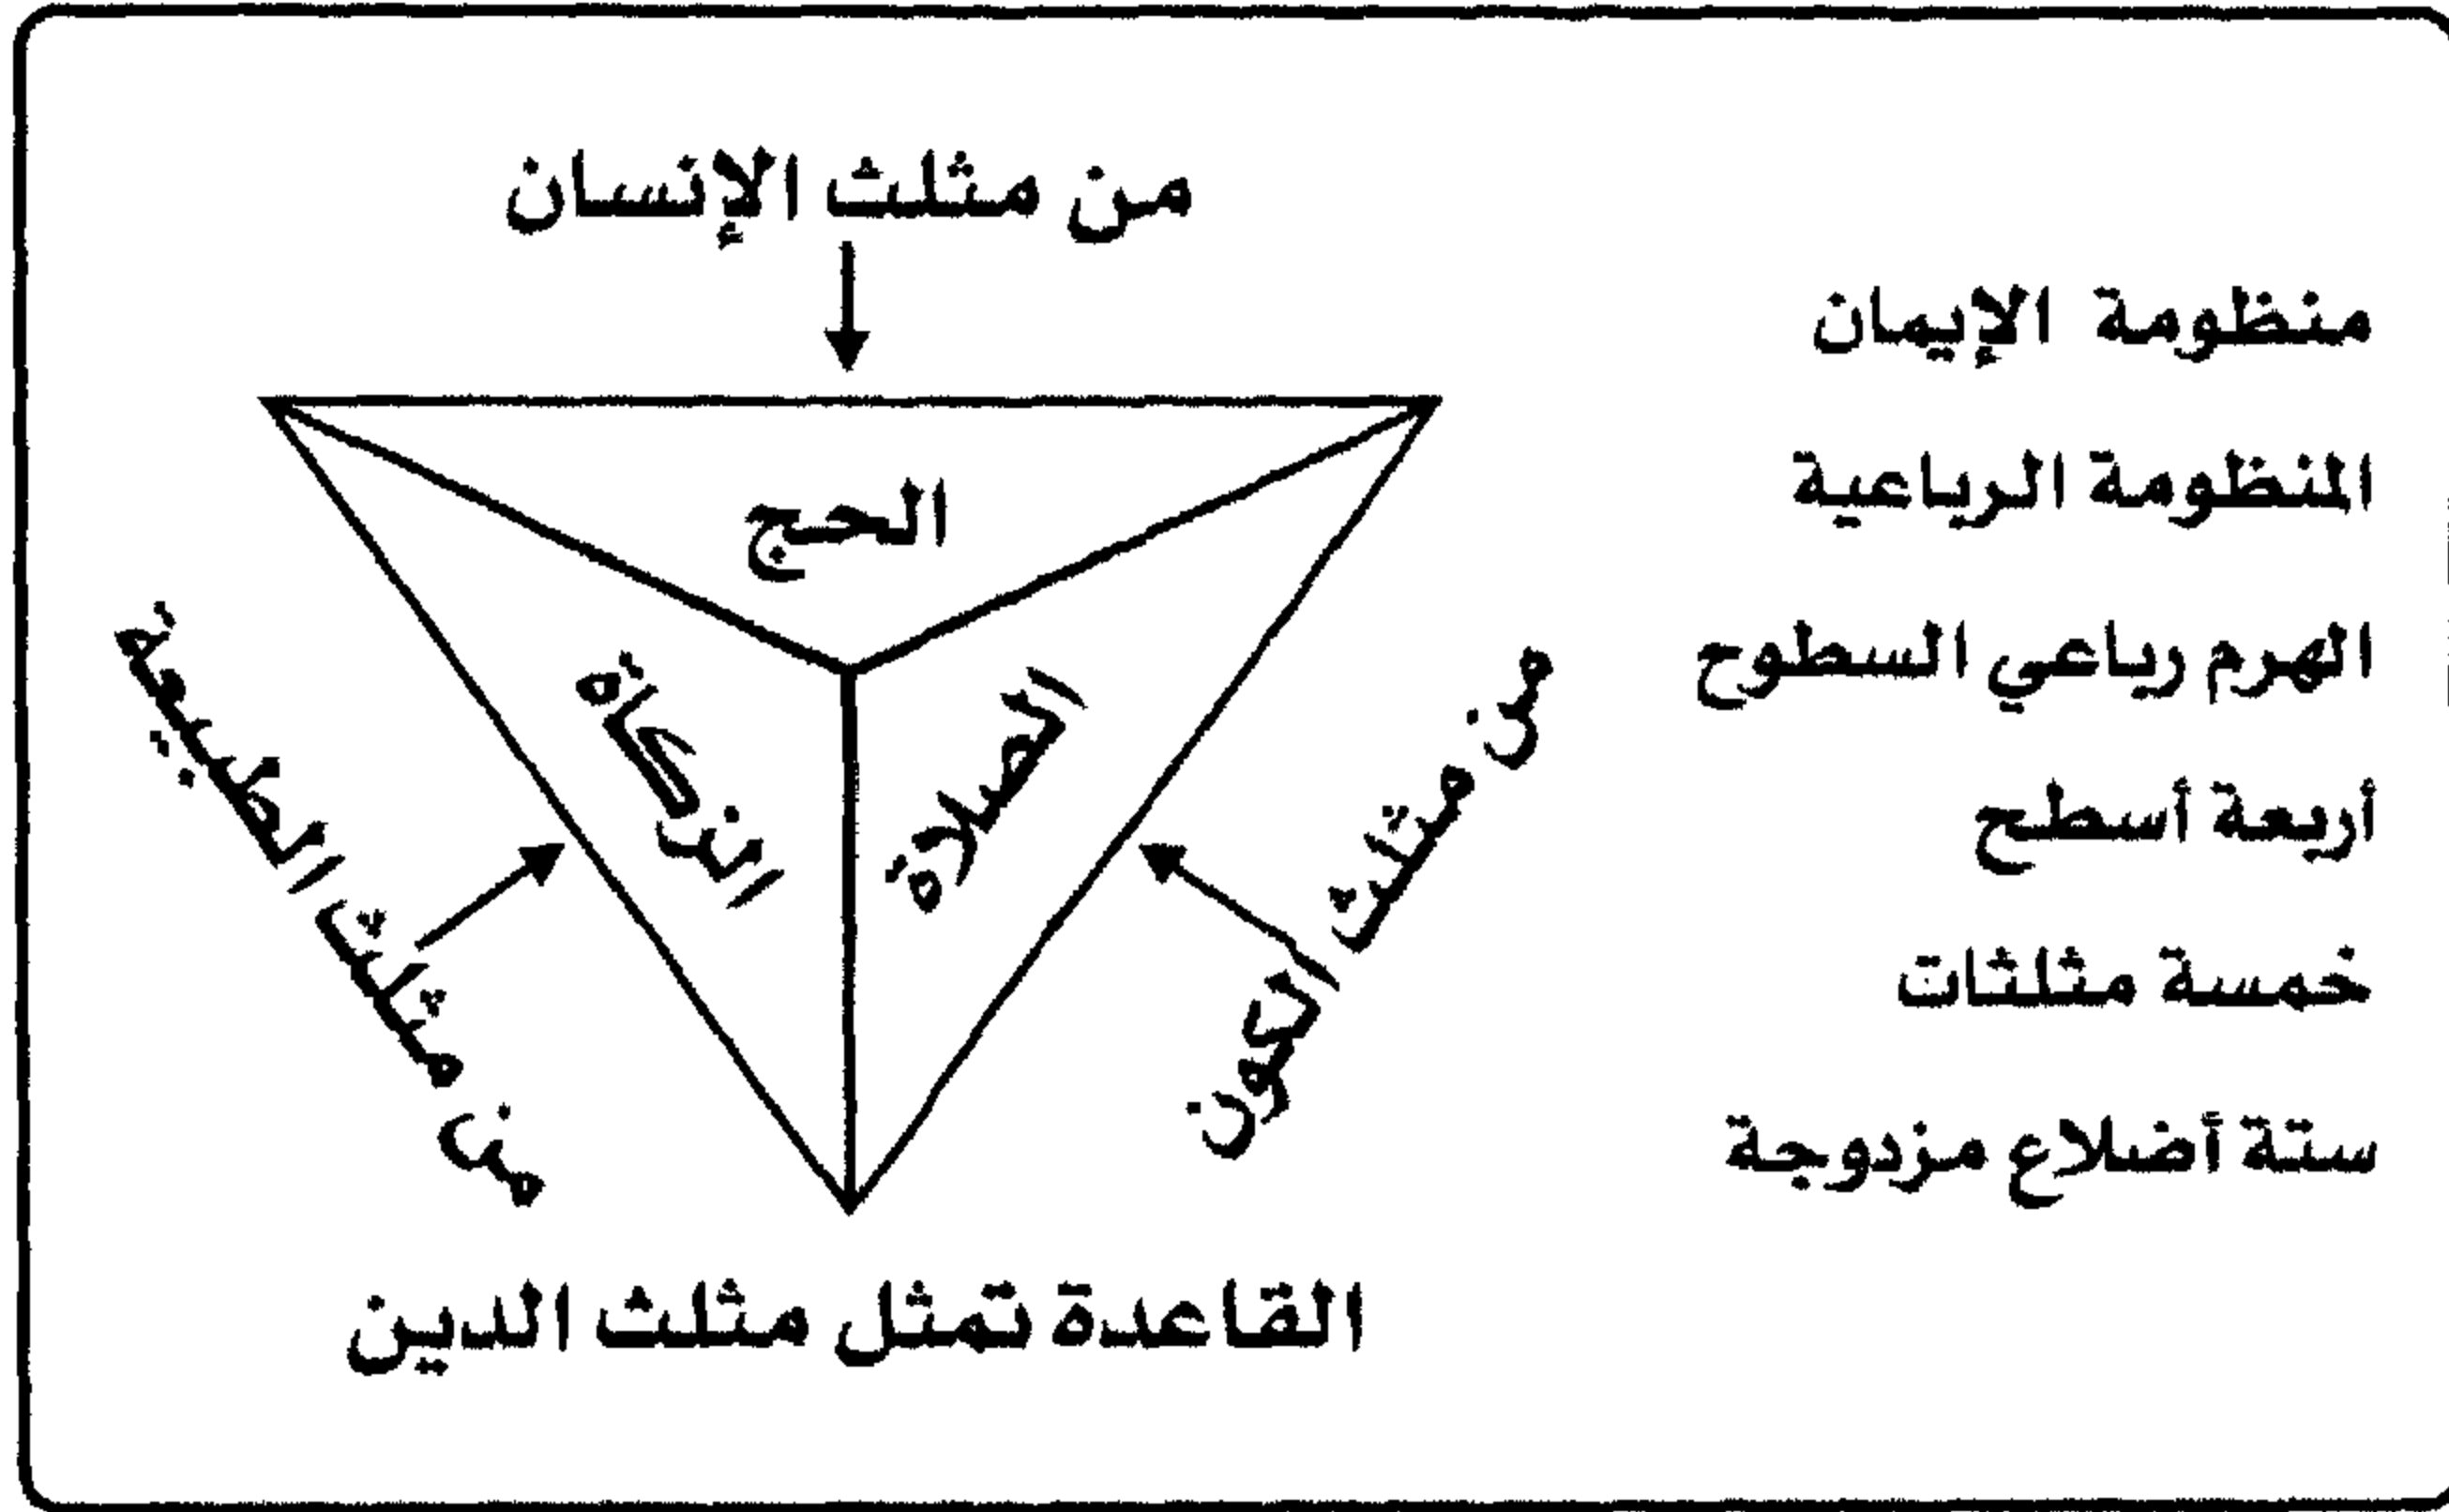 من مثلث الإنسان
منظومة الإيمان
المنظومة الرباعية
الهرم رباعي السطوح
أربعة أسطح
خمسة مثلثات
ستة أضلاع مزدوجة
الحج
الصلاة
الزكاة
من مثلث الكون
من مثلث الطبيعة
القاعدة تمثل مثلث الدين